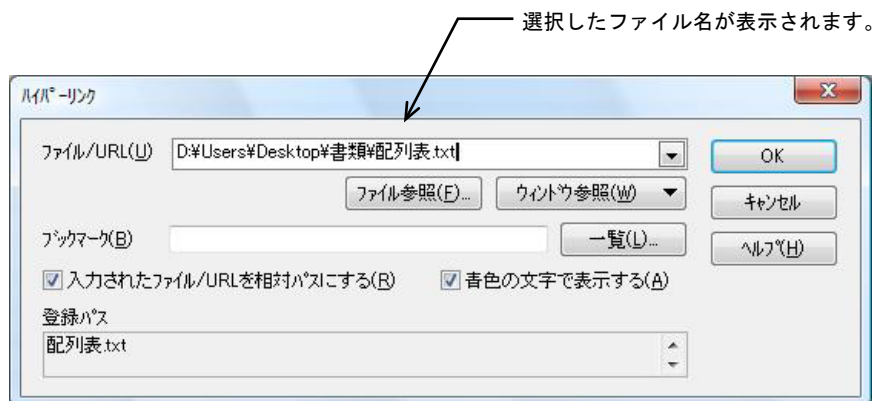 選択したファイル名が表示されます。
ﾊｲﾊﾟｰﾘﾝｸ
ﾌｧｲﾙ/URL(U) D:¥Users¥Desktop¥書類¥配列表.txt OK
ﾌｧｲﾙ参照(F)... ｳｨﾝﾄﾞｳ参照(W) ｷｬﾝｾﾙ
ﾌﾞｯｸﾏｰｸ(B) 一覧(L)... ﾍﾙﾌﾟ(H)
入力されたﾌｧｲﾙ/URLを相対ﾊﾟｽにする(R) 青色の文字で表示する(A)
登録ﾊﾟｽ
配列表.txt